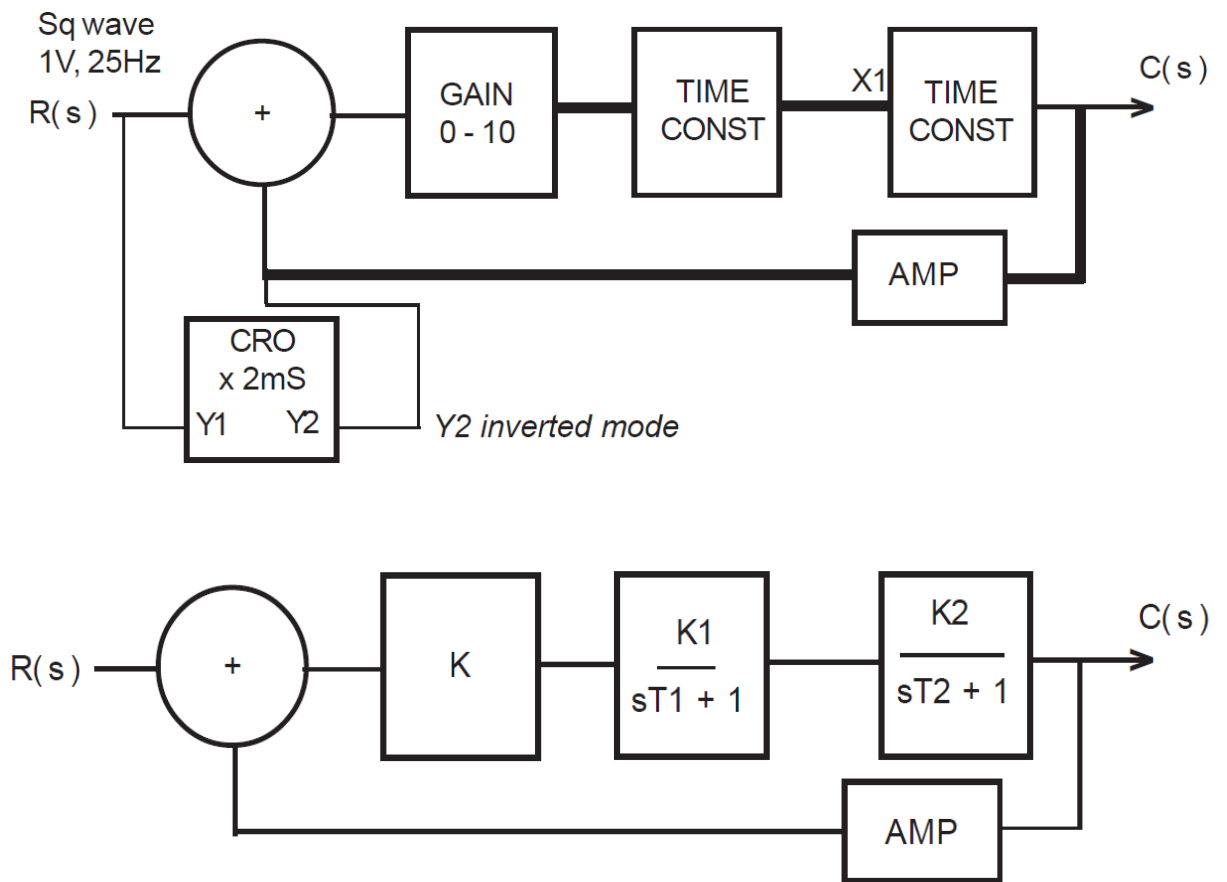 Sq wave
1V, 25Hz
R(s)
+
GAIN
0 - 10
TIME
CONST
X1
TIME
CONST
C(s)
AMP
CRO
x 2mS
Y1 Y2
Y2 inverted mode
R(s)
+
K
K1
sT1 + 1
K2
sT2 + 1
C(s)
AMP